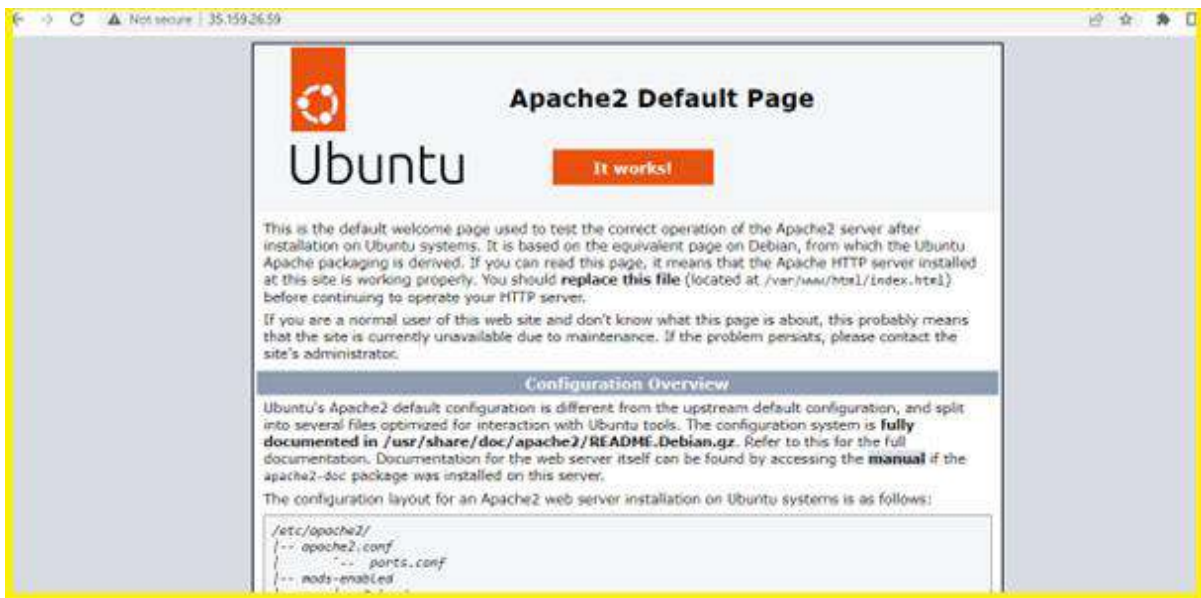 Not secure | 35.159.26.59
Apache2 Default Page
Ubuntu
It works!
This is the default welcome page used to test the correct operation of the Apache2 server after
installation on Ubuntu systems. It is based on the equivalent page on Debian, from which the Ubuntu
Apache packaging is derived. If you can read this page, it means that the Apache HTTP server installed
at this site is working properly. You should replace this file (located at /var/www/html/index.html)
before continuing to operate your HTTP server.
If you are a normal user of this web site and don't know what this page is about, this probably means
that the site is currently unavailable due to maintenance. If the problem persists, please contact the
site's administrator.
Configuration Overview
Ubuntu's Apache2 default configuration is different from the upstream default configuration, and split
into several files optimized for interaction with Ubuntu tools. The configuration system is fully
documented in /usr/share/doc/apache2/README.Debian.gz. Refer to this for the full
documentation. Documentation for the web server itself can be found by accessing the manual if the
apache2-doc package was installed on this server.
The configuration layout for an Apache2 web server installation on Ubuntu systems is as follows:
/etc/apache2/
|-- apache2.conf
|       `-- ports.conf
|-- mods-enabled